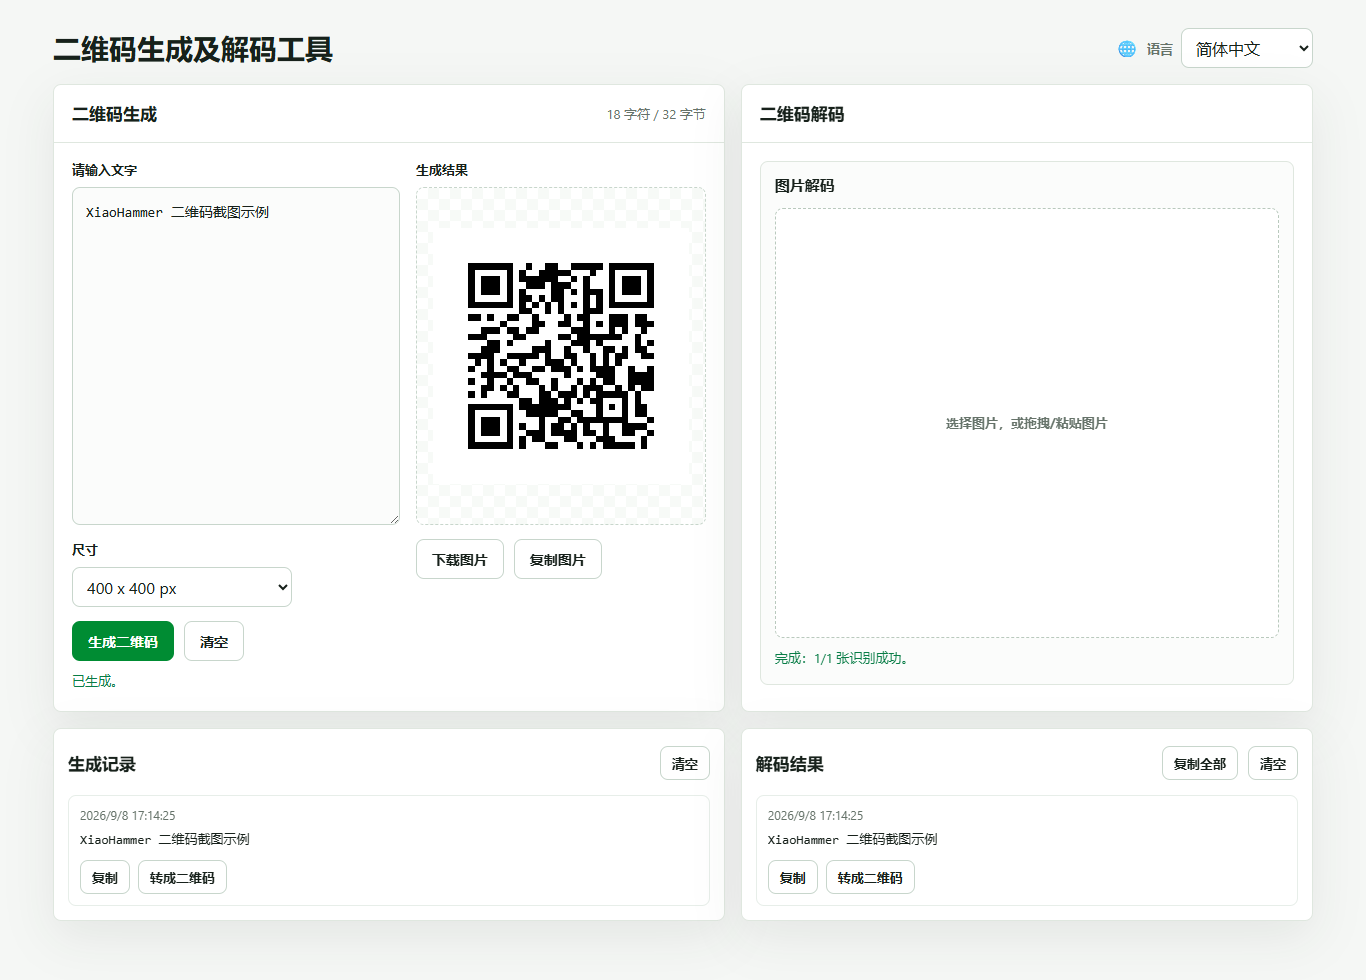 二维码生成及解码工具
语言
简体中文
二维码生成
18 字符 / 32 字节
请输入文字
XiaoHammer 二维码截图示例
生成结果
尺寸
400 x 400 px
下载图片
复制图片
生成二维码
清空
已生成。
二维码解码
图片解码
选择图片，或拖拽/粘贴图片
完成：1/1 张识别成功。
生成记录
清空
2026/9/8 17:14:25
XiaoHammer 二维码截图示例
复制
转成二维码
解码结果
复制全部
清空
2026/9/8 17:14:25
XiaoHammer 二维码截图示例
复制
转成二维码